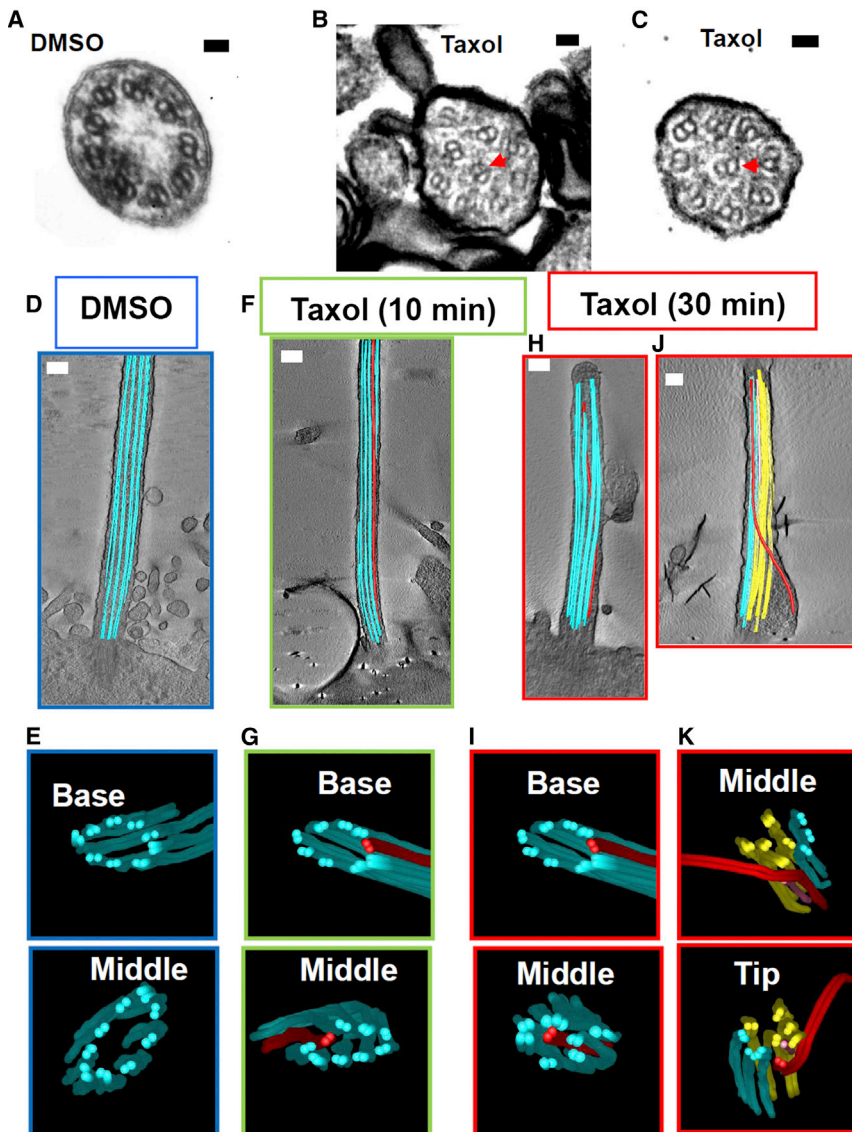 A
DMSO
B
Taxol
C
Taxol
D
DMSO
F
Taxol (10 min)
Taxol (30 min)
H
J
E
Base
G
Base
I
Base
K
Middle
Middle
Middle
Middle
Tip